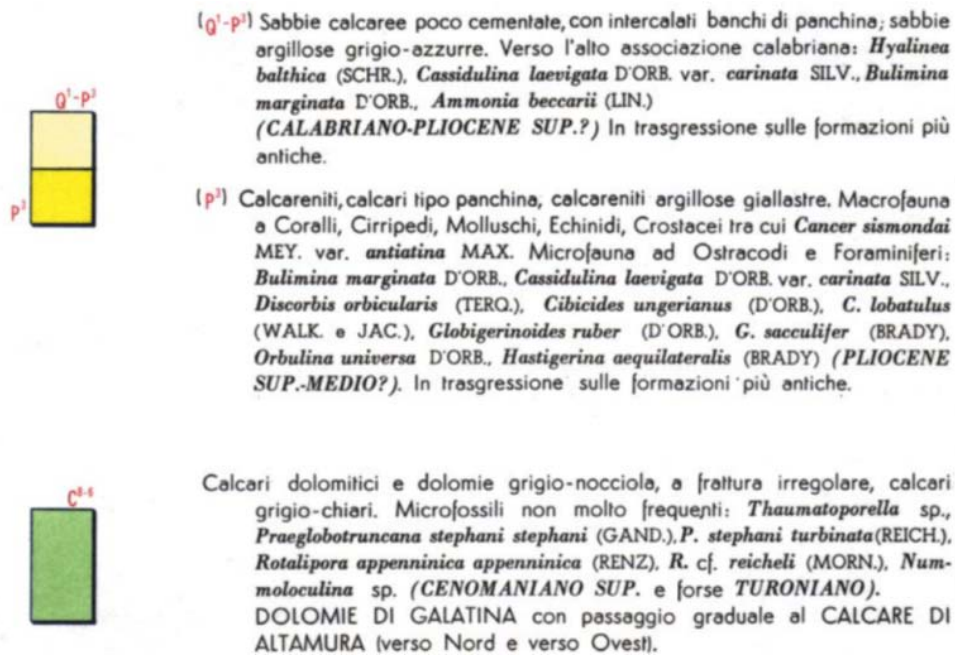 (Q¹-P³) Sabbie calcaree poco cementate, con intercalati banchi di panchina; sabbie
argillose grigio-azzurre. Verso l'alto associazione calabriana: Hyalinea
balthica (SCHR.), Cassidulina laevigata D'ORB. var. carinata SILV., Bulimina
marginata D'ORB., Ammonia beccarii (LIN.)
(CALABRIANO-PLIOCENE SUP.?) In trasgressione sulle formazioni più
antiche.
Q¹-P³
P³
(P³) Calcareniti, calcari tipo panchina, calcareniti argillose giallastre. Macrofauna
a Coralli, Cirripedi, Molluschi, Echinidi, Crostacei tra cui Cancer sismondai
MEY. var. antiatina MAX. Microfauna ad Ostracodi e Foraminiferi:
Bulimina marginata D'ORB., Cassidulina laevigata D'ORB. var. carinata SILV.,
Discorbis orbicularis (TERQ.), Cibicides ungerianus (D'ORB.), C. lobatulus
(WALK. e JAC.), Globigerinoides ruber (D'ORB.), G. sacculifer (BRADY),
Orbulina universa D'ORB., Hastigerina aequilateralis (BRADY) (PLIOCENE
SUP.-MEDIO?). In trasgressione sulle formazioni più antiche.
C⁸⁻⁶
Calcari dolomitici e dolomie grigio-nocciola, a frattura irregolare, calcari
grigio-chiari. Microfossili non molto frequenti: Thaumatoporella sp.,
Praeglobotruncana stephani stephani (GAND.), P. stephani turbinata (REICH.),
Rotalipora appenninica appenninica (RENZ), R. cf. reicheli (MORN.), Num-
moloculina sp. (CENOMANIANO SUP. e forse TURONIANO).
DOLOMIE DI GALATINA con passaggio graduale al CALCARE DI
ALTAMURA (verso Nord e verso Ovest).